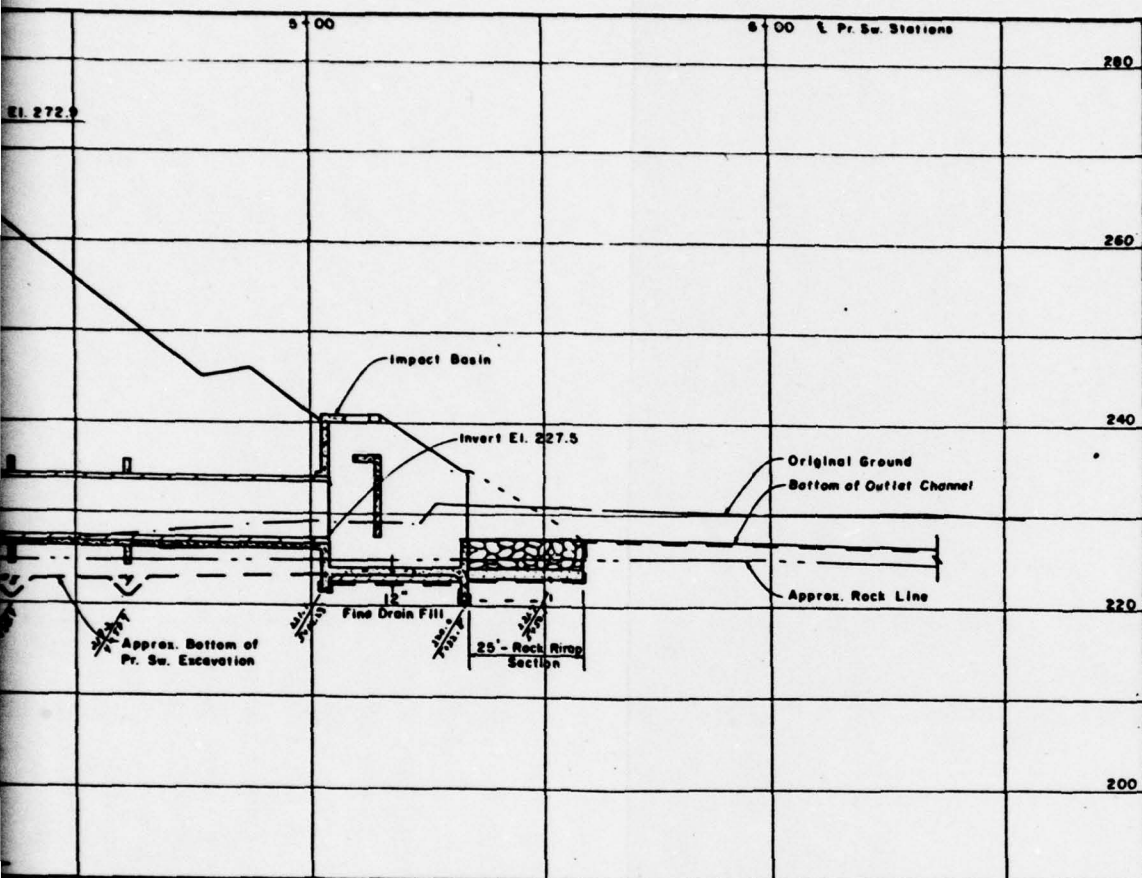 5+00
6+00 ℄ Pr. Sw. Stations
280
El. 272.9
260
Impact Basin
240
Invert El. 227.5
Original Ground
Bottom of Outlet Channel
12"
Fine Drain Fill
Approx. Rock Line
220
Approx. Bottom of
Pr. Sw. Excavation
25'- Rock Rirap
Section
200